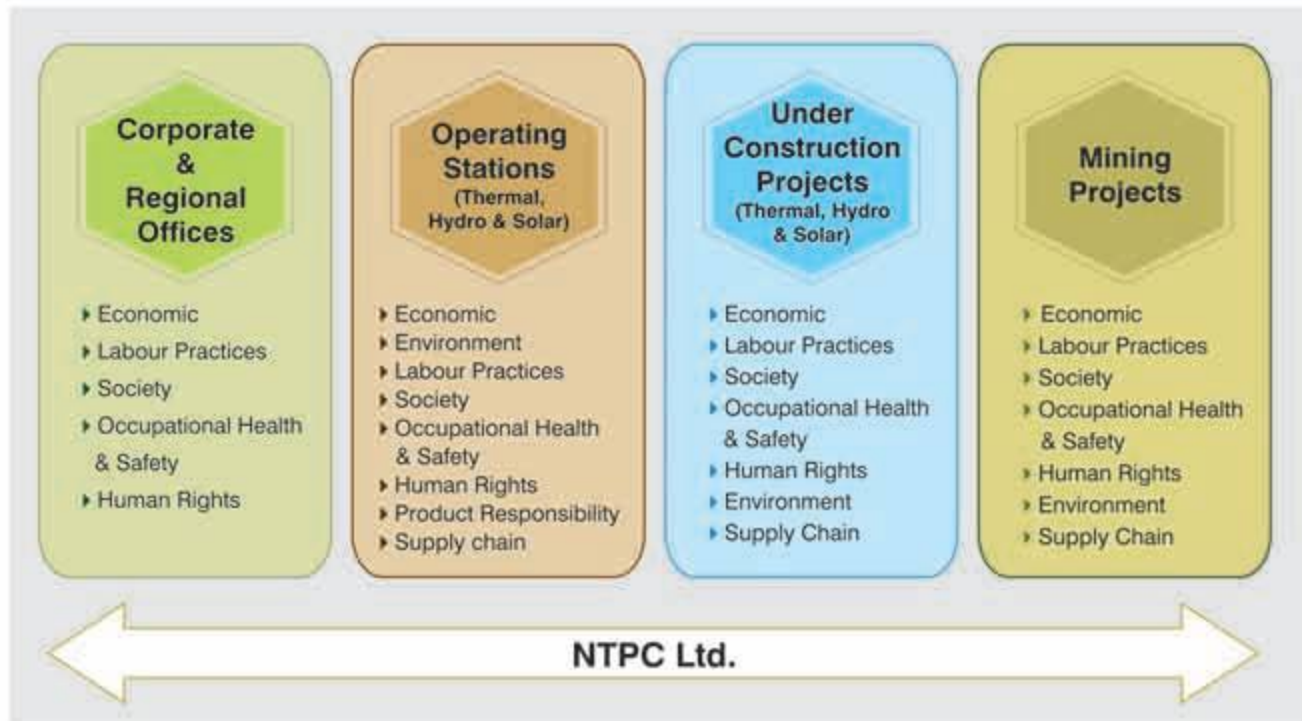 Corporate
&
Regional
Offices
Economic
Labour Practices
Society
Occupational Health
& Safety
Human Rights
Operating
Stations
(Thermal,
Hydro & Solar)
Economic
Environment
Labour Practices
Society
Occupational Health
& Safety
Human Rights
Product Responsibility
Supply chain
Under
Construction
Projects
(Thermal, Hydro
& Solar)
Economic
Labour Practices
Society
Occupational Health
& Safety
Human Rights
Environment
Supply Chain
Mining
Projects
Economic
Labour Practices
Society
Occupational Health
& Safety
Human Rights
Environment
Supply Chain
NTPC Ltd.